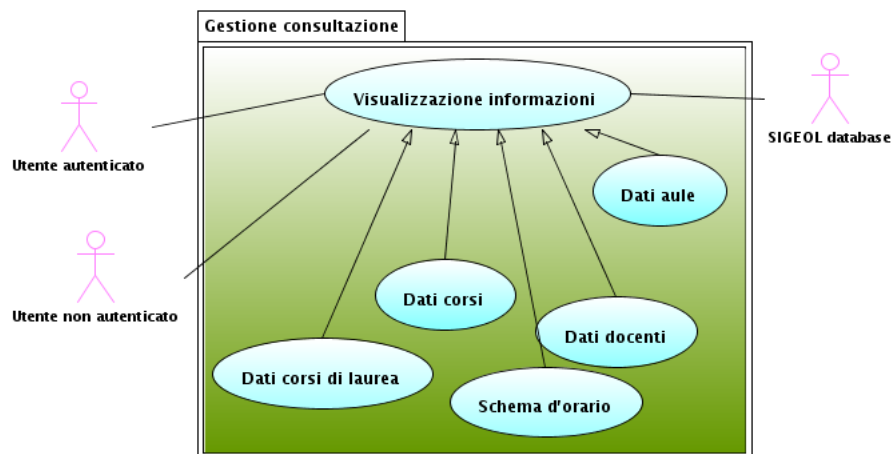 Gestione consultazione
Visualizzazione informazioni
Utente autenticato
SIGEOL database
Dati aule
Utente non autenticato
Dati corsi
Dati docenti
Dati corsi di laurea
Schema d'orario